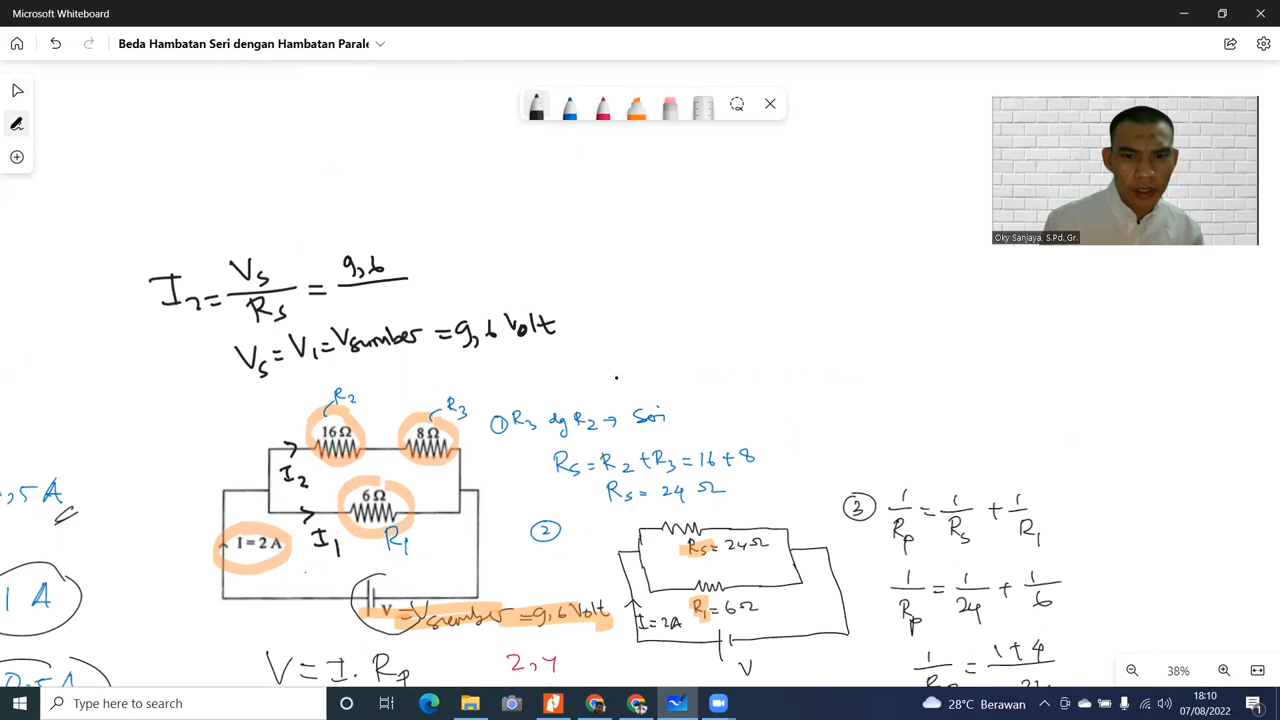 Microsoft Whiteboard
Beda Hambatan Seri dengan Hambatan Parale
Oky Sanjaya, S.Pd.,Gr.
I₂ = Vs / Rs = 9,6
Vs = V₁ = Vsumber = 9,6 Volt
R₂
R₃
16 Ω
8 Ω
I₂
6 Ω
I₁
R₁
I = 2 A
V = Vsumber = 9,6 Volt
V = I . Rp
2,4
① R₃ dg R₂ → Seri
Rs = R₂ + R₃ = 16 + 8
Rs = 24 Ω
②
Rs = 24 Ω
R₁ = 6 Ω
I = 2A
V
③ 1/Rp = 1/Rs + 1/R₁
1/Rp = 1/24 + 1/6
= 1+4
,5 A
1 A
0,5 A
38%
Type here to search
28°C Berawan
18:10
07/08/2022